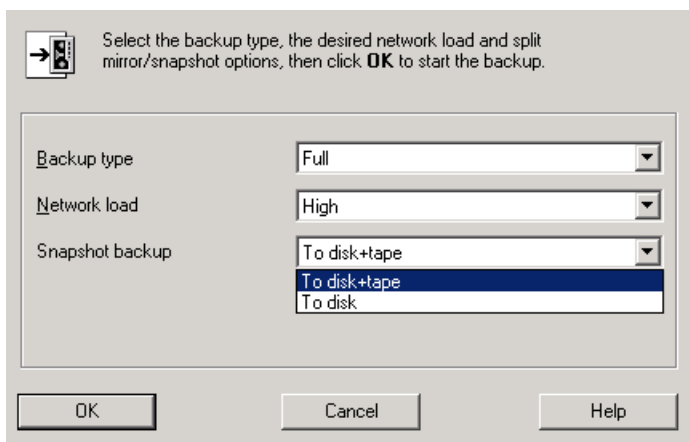 Select the backup type, the desired network load and split
mirror/snapshot options, then click OK to start the backup.
Backup type
Full
Network load
High
Snapshot backup
To disk+tape
To disk+tape
To disk
OK
Cancel
Help